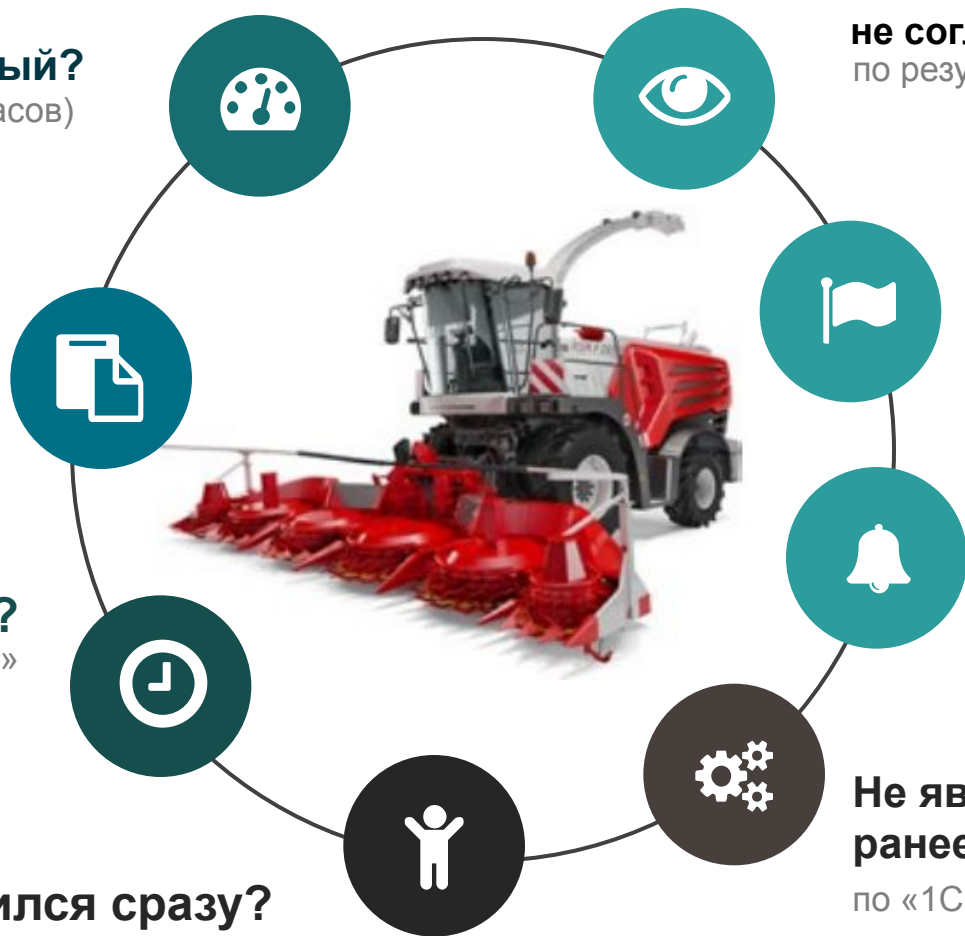 ый?
асов)
не сог
по резу
?
»
Не яв
ранее
по «1С
ился сразу?